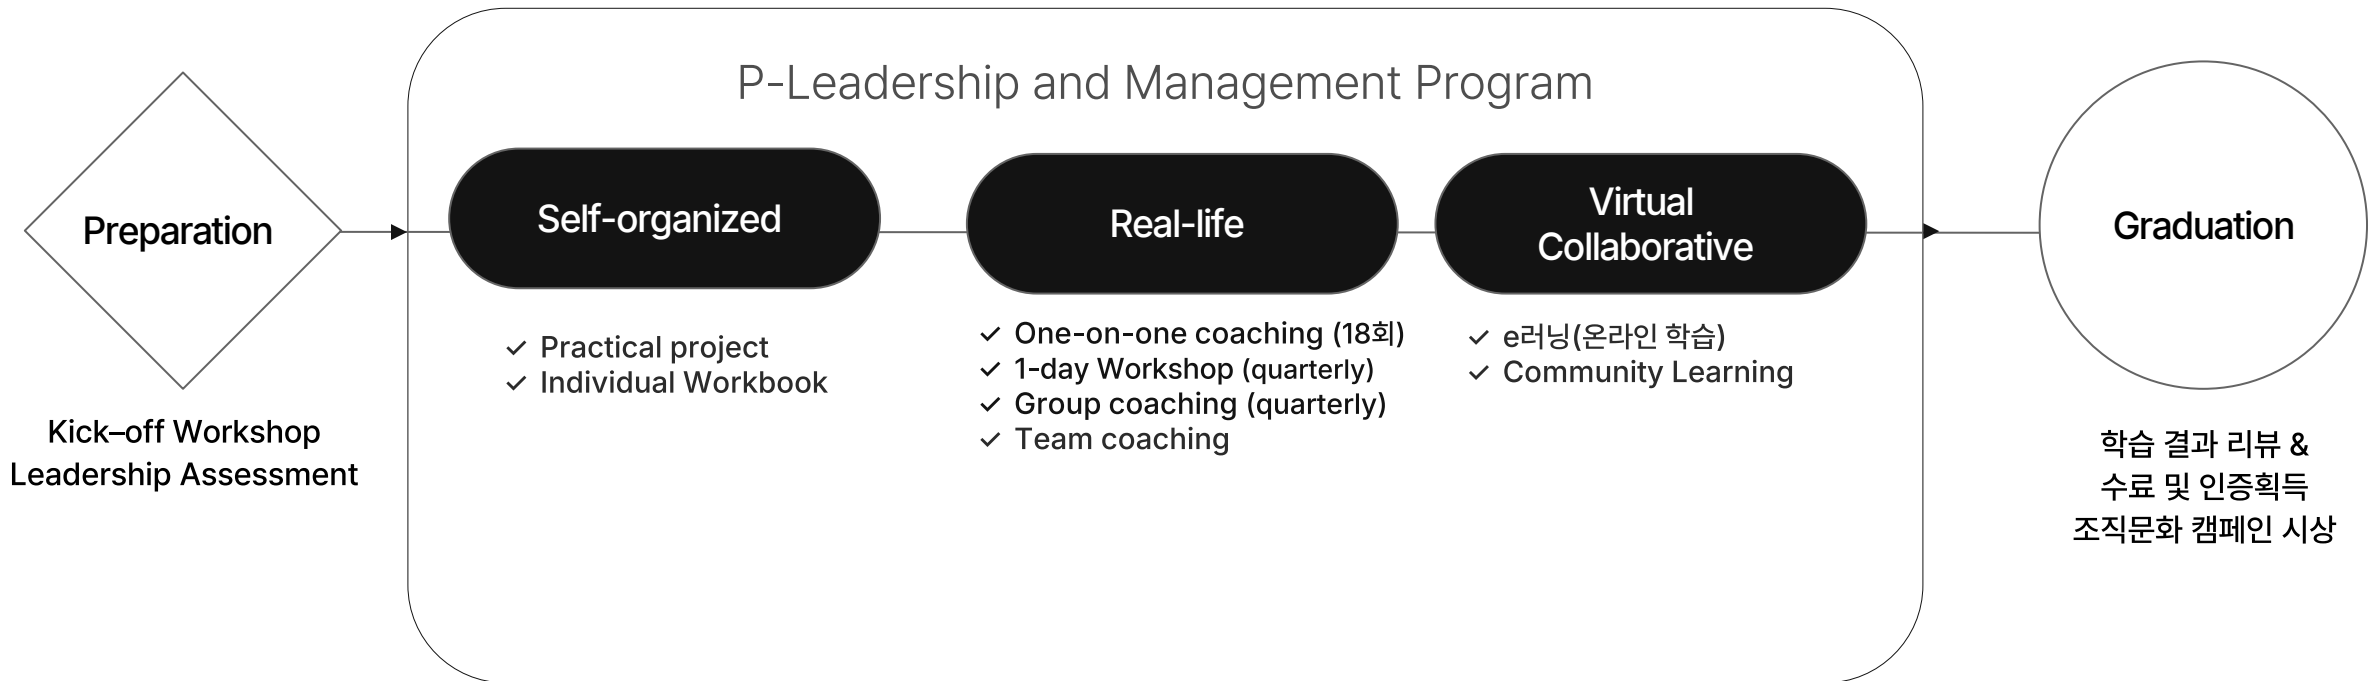 P-Leadership and Management Program
Preparation
Kick–off Workshop
Leadership Assessment
Self-organized
✓ Practical project
✓ Individual Workbook
Real-life
✓ One-on-one coaching (18회)
✓ 1-day Workshop (quarterly)
✓ Group coaching (quarterly)
✓ Team coaching
Virtual
Collaborative
✓ e러닝(온라인 학습)
✓ Community Learning
Graduation
학습 결과 리뷰 &
수료 및 인증획득
조직문화 캠페인 시상